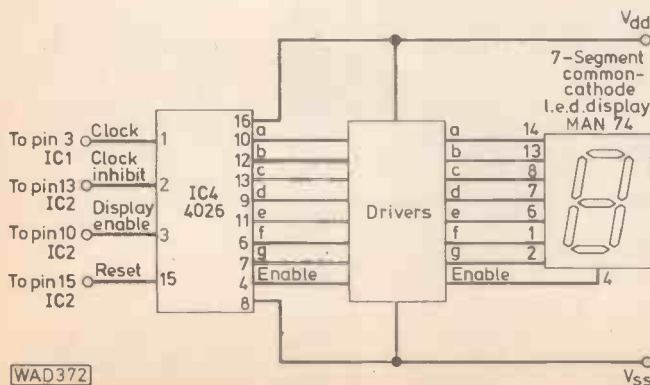 Vdd
7-Segment
common-
cathode
l.e.d. display
MAN 74
To pin 3
IC1
Clock
1
To pin 13
IC2
Clock
inhibit
2
To pin 10
IC2
Display
enable
3
To pin 15
IC2
Reset
15
IC4
4026
16
a
10
b
12
c
13
d
9
e
11
f
6
g
7
Enable
4
8
Drivers
a 14
b 13
c 8
d 7
e 6
f 1
g 2
Enable 4
WAD372
Vss